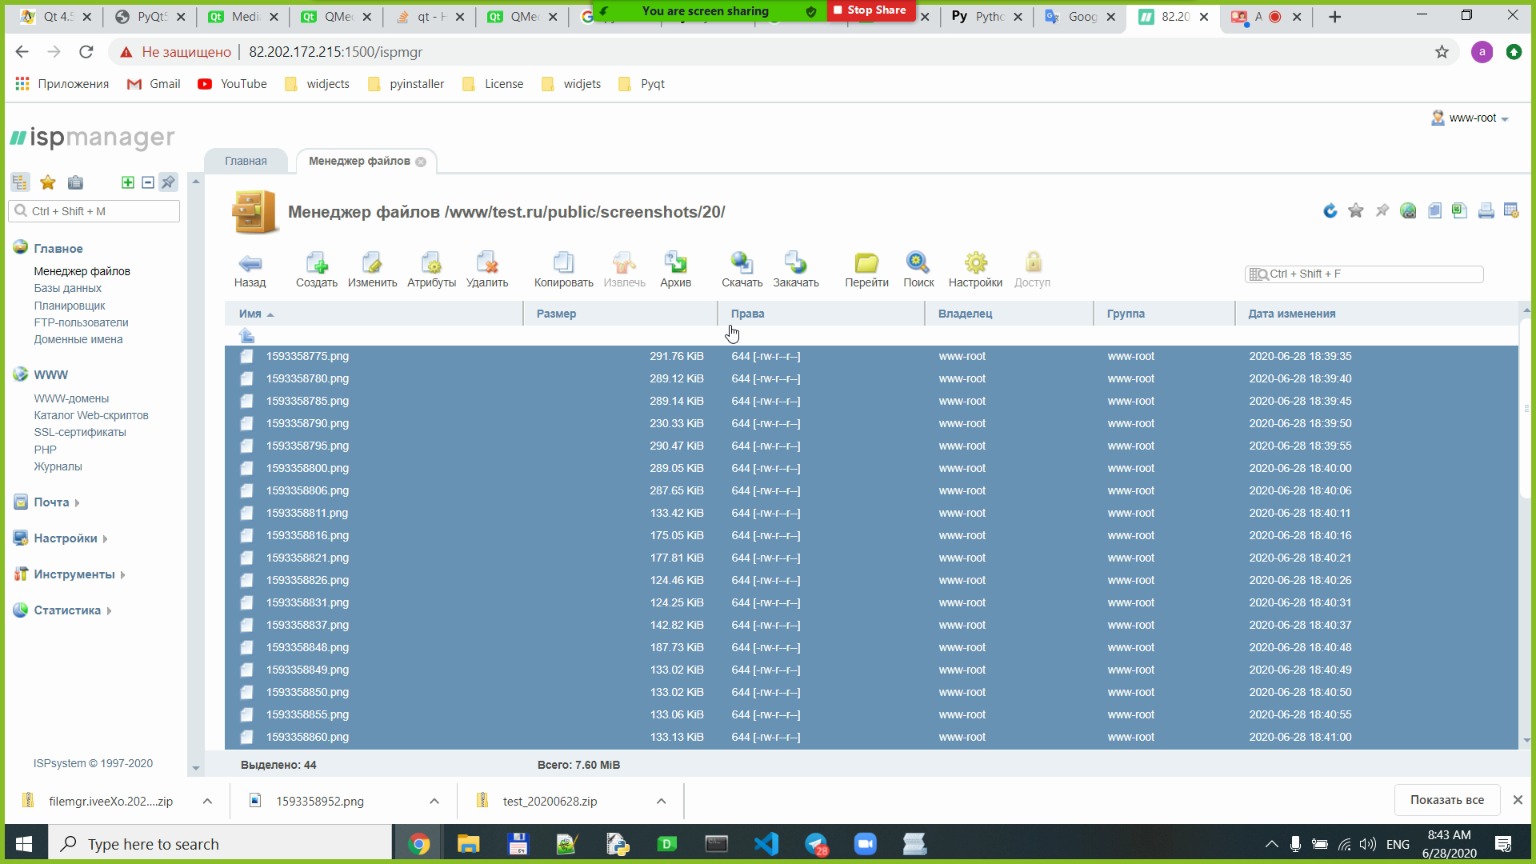 Qt 4.5
PyQt5
Qt Media
Qt QMed
qt - H
Qt QMed
You are screen sharing
Stop Share
Py Pytho
Goog
82.20
A
Не защищено | 82.202.172.215:1500/ispmgr
a
Приложения Gmail YouTube widjects pyinstaller License widjets Pyqt
ispmanager
www-root
Главная
Менеджер файлов
Ctrl + Shift + M
Менеджер файлов /www/test.ru/public/screenshots/20/
Главное
Менеджер файлов
Базы данных
Планировщик
FTP-пользователи
Доменные имена
WWW
WWW-домены
Каталог Web-скриптов
SSL-сертификаты
PHP
Журналы
Почта
Настройки
Инструменты
Статистика
ISPsystem © 1997-2020
Назад Создать Изменить Атрибуты Удалить Копировать Извлечь Архив Скачать Закачать Перейти Поиск Настройки Доступ
Ctrl + Shift + F
Имя Размер Права Владелец Группа Дата изменения
1593358775.png 291.76 KiB 644 [-rw-r--r--] www-root www-root 2020-06-28 18:39:35
1593358780.png 289.12 KiB 644 [-rw-r--r--] www-root www-root 2020-06-28 18:39:40
1593358785.png 289.14 KiB 644 [-rw-r--r--] www-root www-root 2020-06-28 18:39:45
1593358790.png 230.33 KiB 644 [-rw-r--r--] www-root www-root 2020-06-28 18:39:50
1593358795.png 290.47 KiB 644 [-rw-r--r--] www-root www-root 2020-06-28 18:39:55
1593358800.png 289.05 KiB 644 [-rw-r--r--] www-root www-root 2020-06-28 18:40:00
1593358806.png 287.65 KiB 644 [-rw-r--r--] www-root www-root 2020-06-28 18:40:06
1593358811.png 133.42 KiB 644 [-rw-r--r--] www-root www-root 2020-06-28 18:40:11
1593358816.png 175.05 KiB 644 [-rw-r--r--] www-root www-root 2020-06-28 18:40:16
1593358821.png 177.81 KiB 644 [-rw-r--r--] www-root www-root 2020-06-28 18:40:21
1593358826.png 124.46 KiB 644 [-rw-r--r--] www-root www-root 2020-06-28 18:40:26
1593358831.png 124.25 KiB 644 [-rw-r--r--] www-root www-root 2020-06-28 18:40:31
1593358837.png 142.82 KiB 644 [-rw-r--r--] www-root www-root 2020-06-28 18:40:37
1593358848.png 187.73 KiB 644 [-rw-r--r--] www-root www-root 2020-06-28 18:40:48
1593358849.png 133.02 KiB 644 [-rw-r--r--] www-root www-root 2020-06-28 18:40:49
1593358850.png 133.02 KiB 644 [-rw-r--r--] www-root www-root 2020-06-28 18:40:50
1593358855.png 133.06 KiB 644 [-rw-r--r--] www-root www-root 2020-06-28 18:40:55
1593358860.png 133.13 KiB 644 [-rw-r--r--] www-root www-root 2020-06-28 18:41:00
Выделено: 44 Всего: 7.60 MiB
filemgr.iveeXo.202....zip 1593358952.png test_20200628.zip Показать все
Type here to search
28
ENG
8:43 AM
6/28/2020